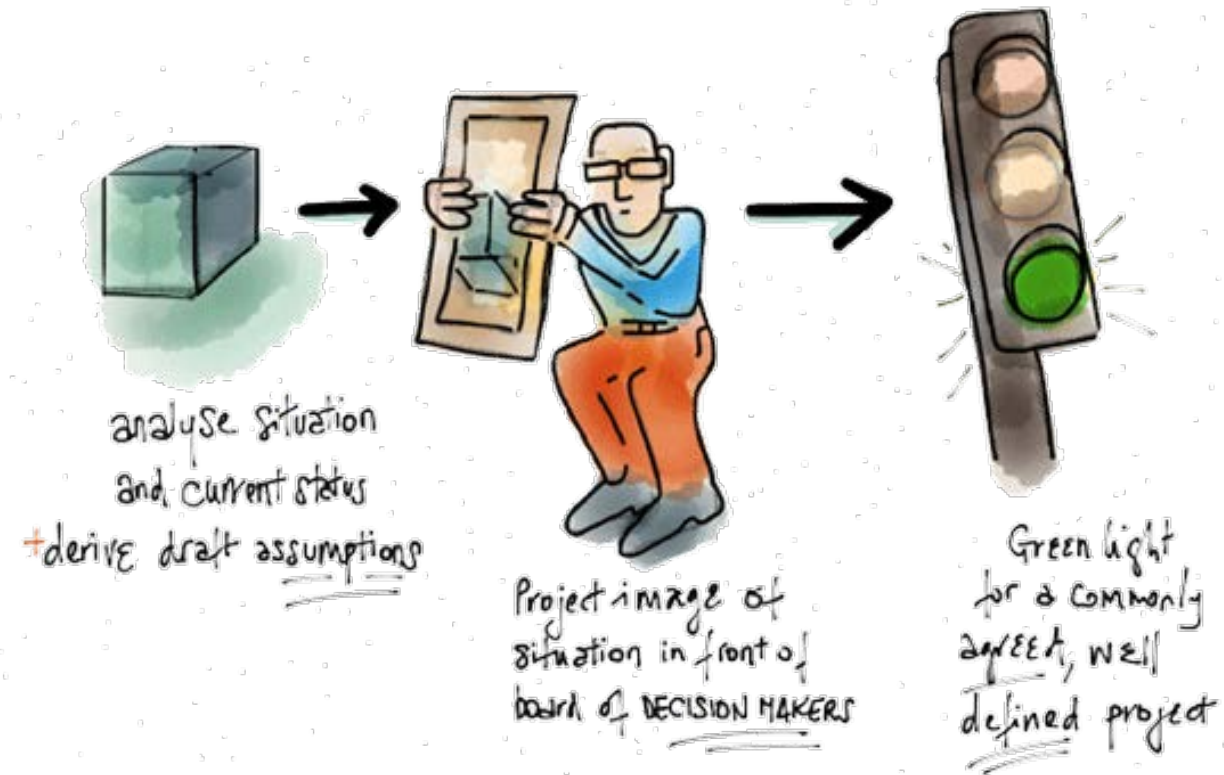 analyse situation
and current status
+derive draft assumptions
Project image of
situation in front of
board of DECISION MAKERS
Green light
for a commonly
agreed, well
defined project